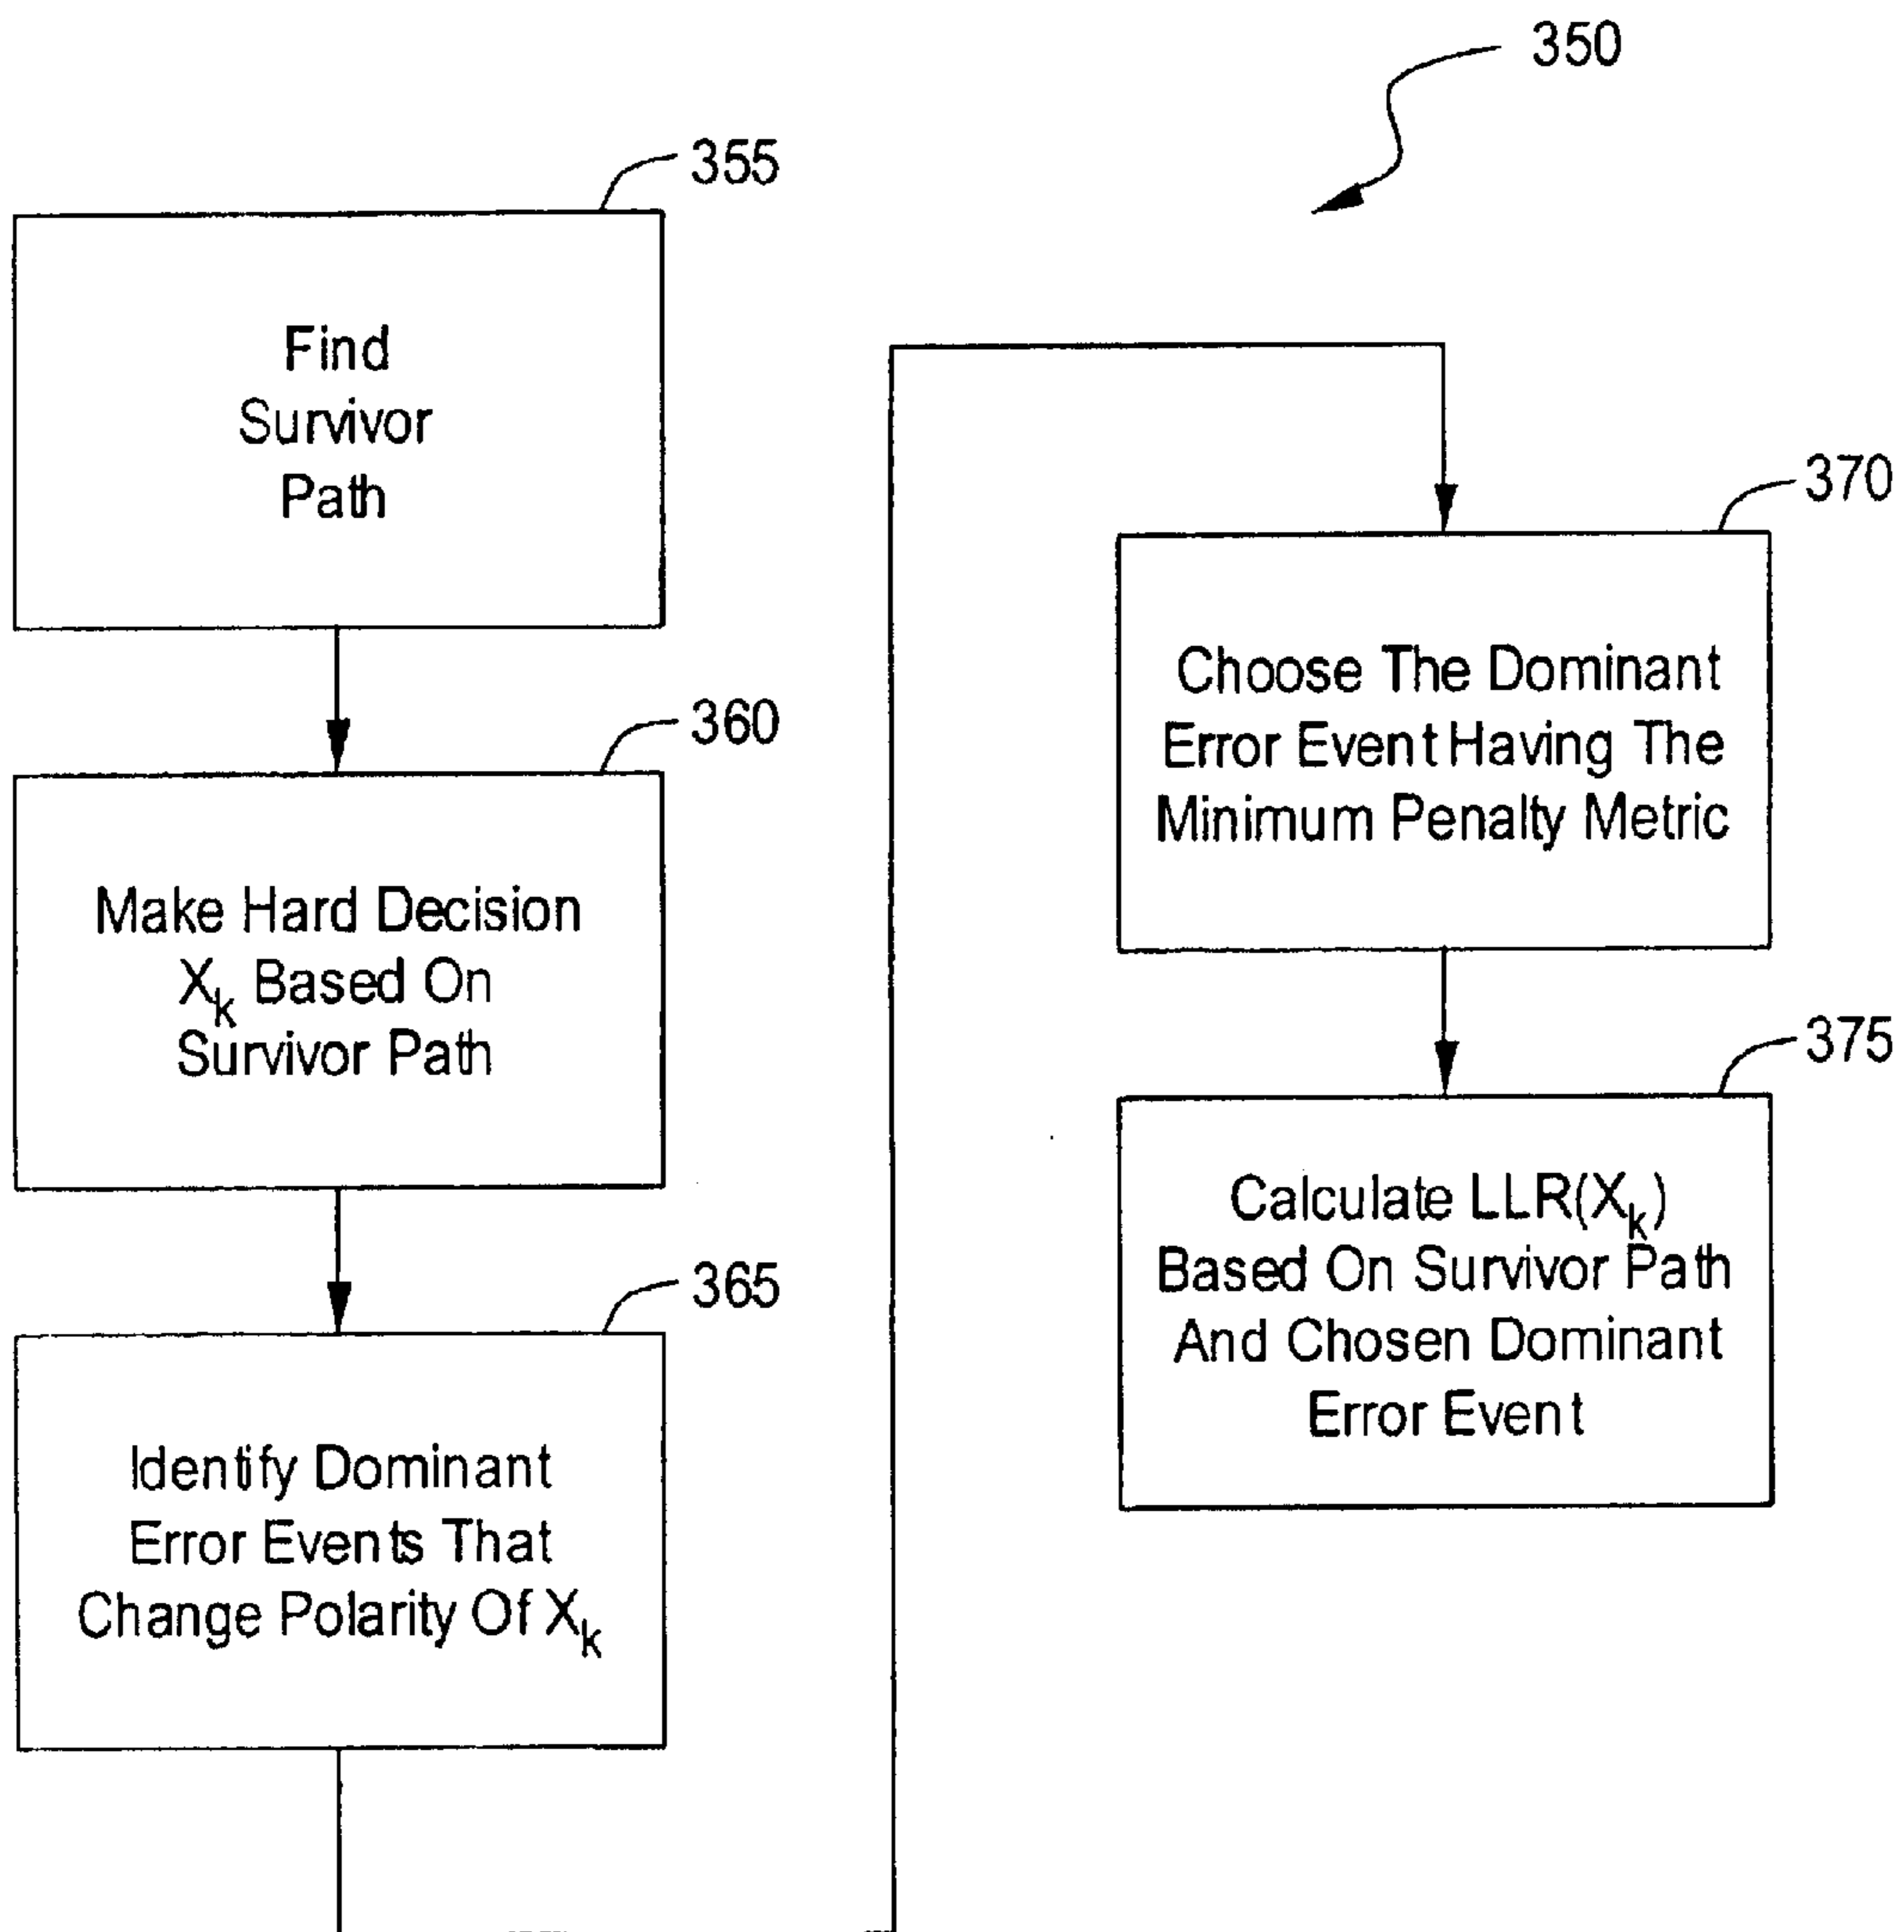 350
355
Find
Survivor
Path
360
Make Hard Decision
Xk Based On
Survivor Path
365
Identify Dominant
Error Events That
Change Polarity Of Xk
370
Choose The Dominant
Error Event Having The
Minimum Penalty Metric
375
Calculate LLR(Xk)
Based On Survivor Path
And Chosen Dominant
Error Event